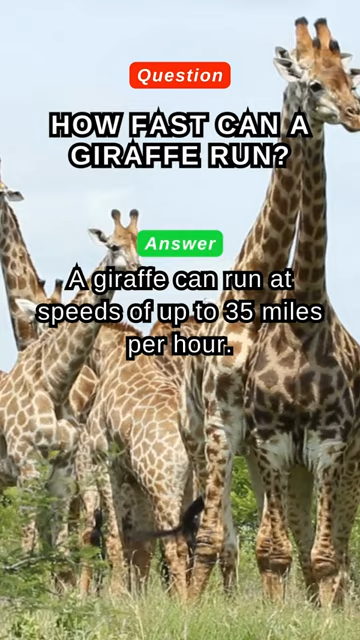 Question
HOW FAST CAN A
GIRAFFE RUN?
Answer
A giraffe can run at
speeds of up to 35 miles
per hour.